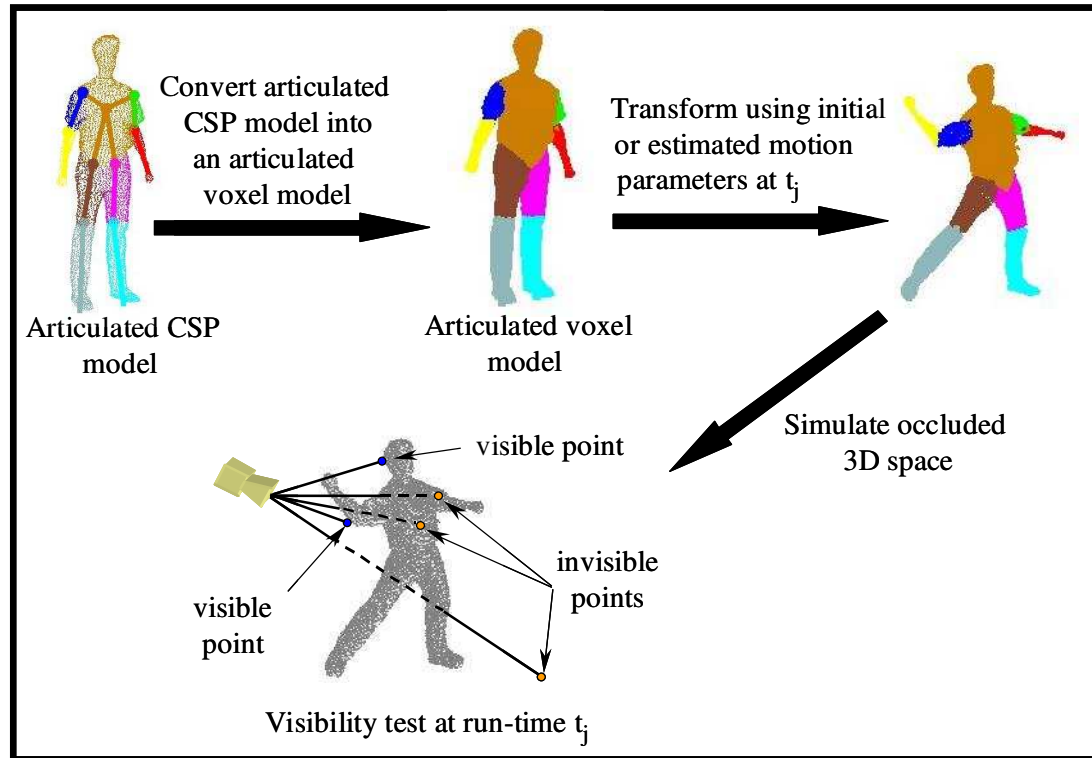 Convert articulated
CSP model into
an articulated
voxel model
Transform using initial
or estimated motion
parameters at tj
Articulated CSP
model
Articulated voxel
model
Simulate occluded
3D space
visible point
invisible
points
visible
point
Visibility test at run-time tj